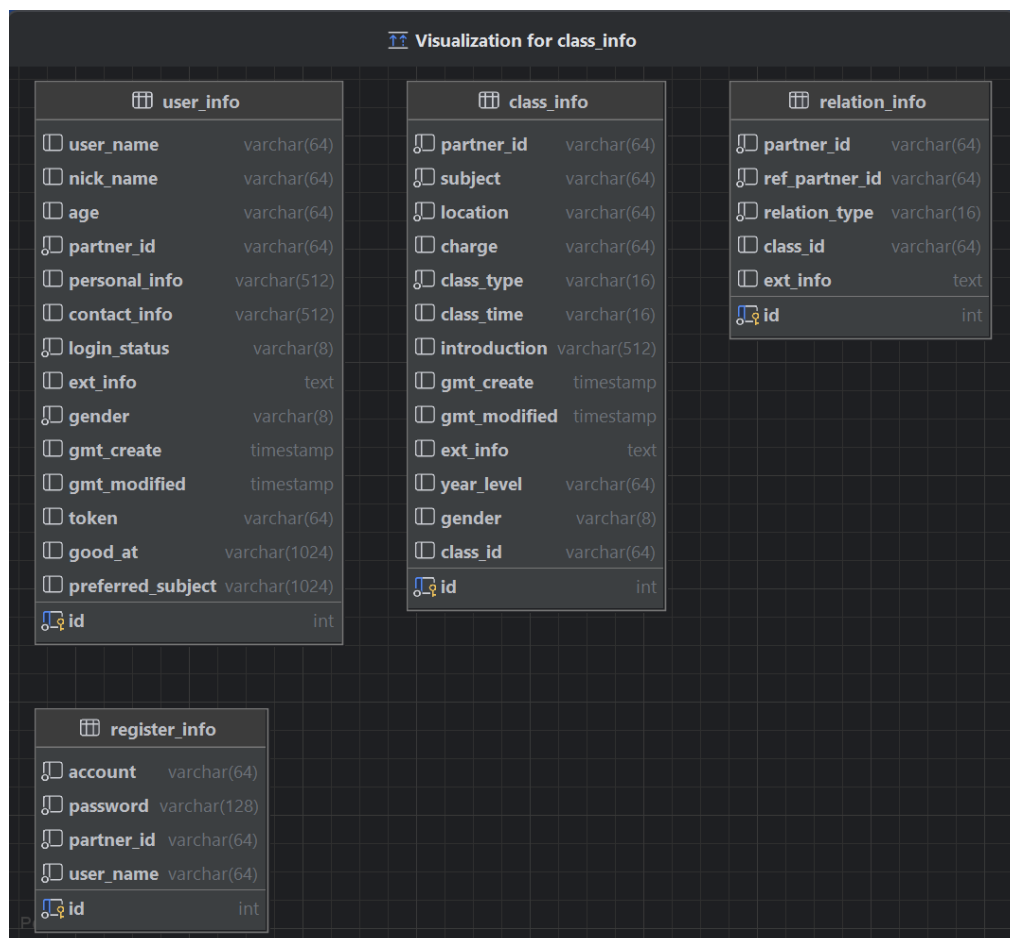 Visualization for class_info
user_info
user_name varchar(64)
nick_name varchar(64)
age varchar(64)
partner_id varchar(64)
personal_info varchar(512)
contact_info varchar(512)
login_status varchar(8)
ext_info text
gender varchar(8)
gmt_create timestamp
gmt_modified timestamp
token varchar(64)
good_at varchar(1024)
preferred_subject varchar(1024)
id int
class_info
partner_id varchar(64)
subject varchar(64)
location varchar(64)
charge varchar(64)
class_type varchar(16)
class_time varchar(16)
introduction varchar(512)
gmt_create timestamp
gmt_modified timestamp
ext_info text
year_level varchar(64)
gender varchar(8)
class_id varchar(64)
id int
relation_info
partner_id varchar(64)
ref_partner_id varchar(64)
relation_type varchar(16)
class_id varchar(64)
ext_info text
id int
register_info
account varchar(64)
password varchar(128)
partner_id varchar(64)
user_name varchar(64)
id int